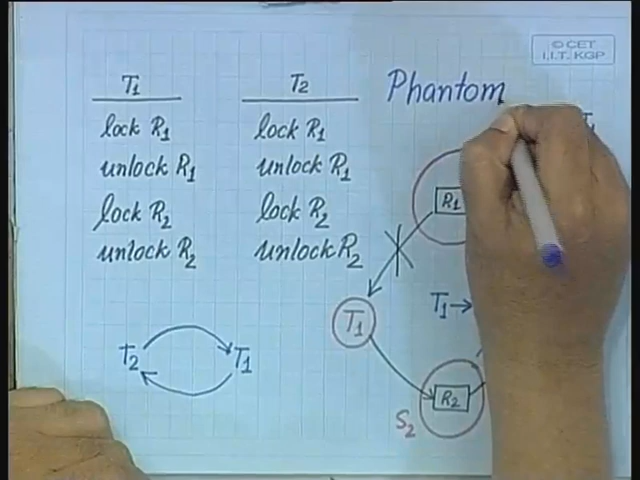 © CET
I.I.T. KGP
T1 T2 Phantom
lock R1 lock R1
unlock R1 unlock R1
lock R2 lock R2
unlock R2 unlock R2
R1
T1→
T1
T2 T1
R2
S2